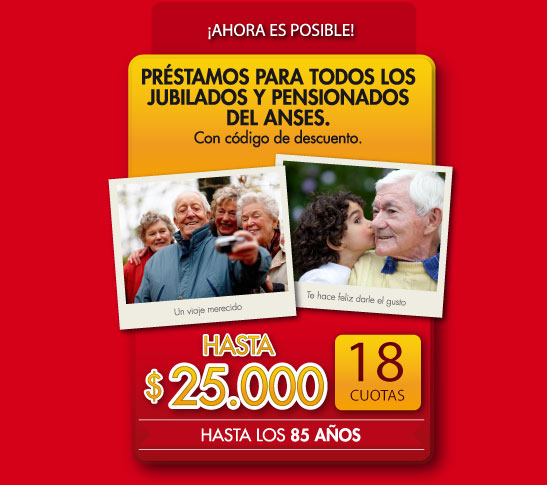 ¡AHORA ES POSIBLE!
PRÉSTAMOS PARA TODOS LOS
JUBILADOS Y PENSIONADOS
DEL ANSES.
Con código de descuento.
Un viaje merecido
Te hace feliz darle el gusto
HASTA
$ 25.000
18
CUOTAS
HASTA LOS 85 AÑOS